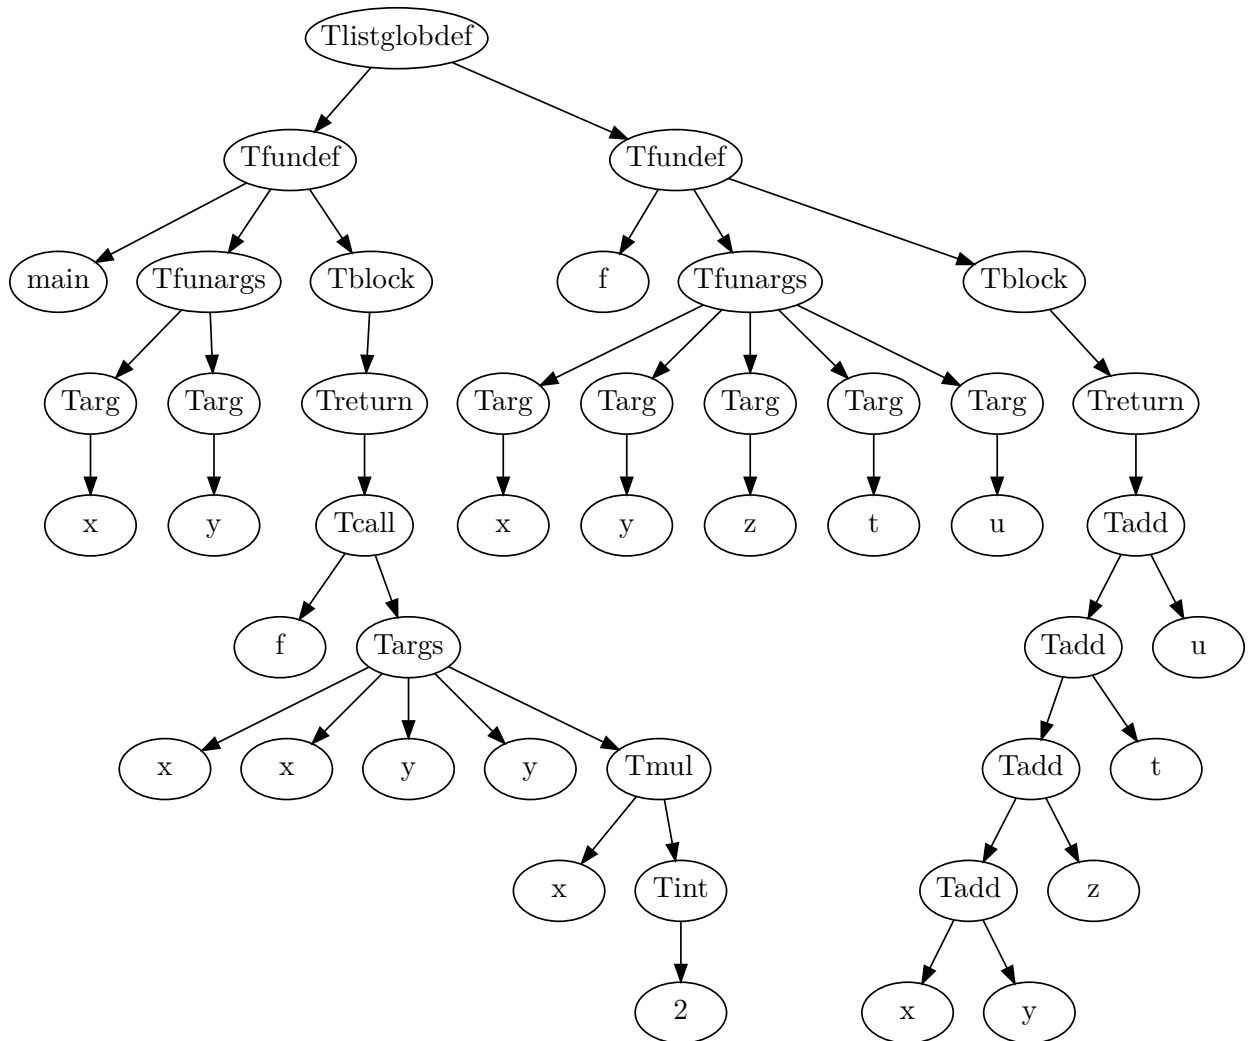 Tlistglobdef
Tfundef Tfundef
main Tfunargs Tblock f Tfunargs Tblock
Targ Targ Treturn Targ Targ Targ Targ Targ Treturn
x y Tcall x y z t u Tadd
f Targs Tadd u
x x y y Tmul Tadd t
x Tint Tadd z
2 x y